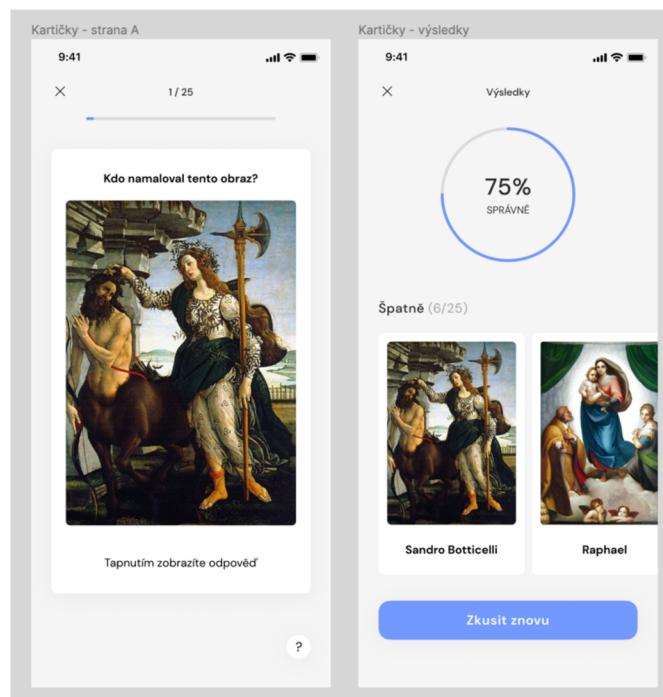 Kartičky - strana A
9:41
1 / 25
Kdo namaloval tento obraz?
Tapnutím zobrazíte odpověď
?
Kartičky - výsledky
9:41
Výsledky
75%
SPRÁVNĚ
Špatně (6/25)
Sandro Botticelli
Raphael
Zkusit znovu